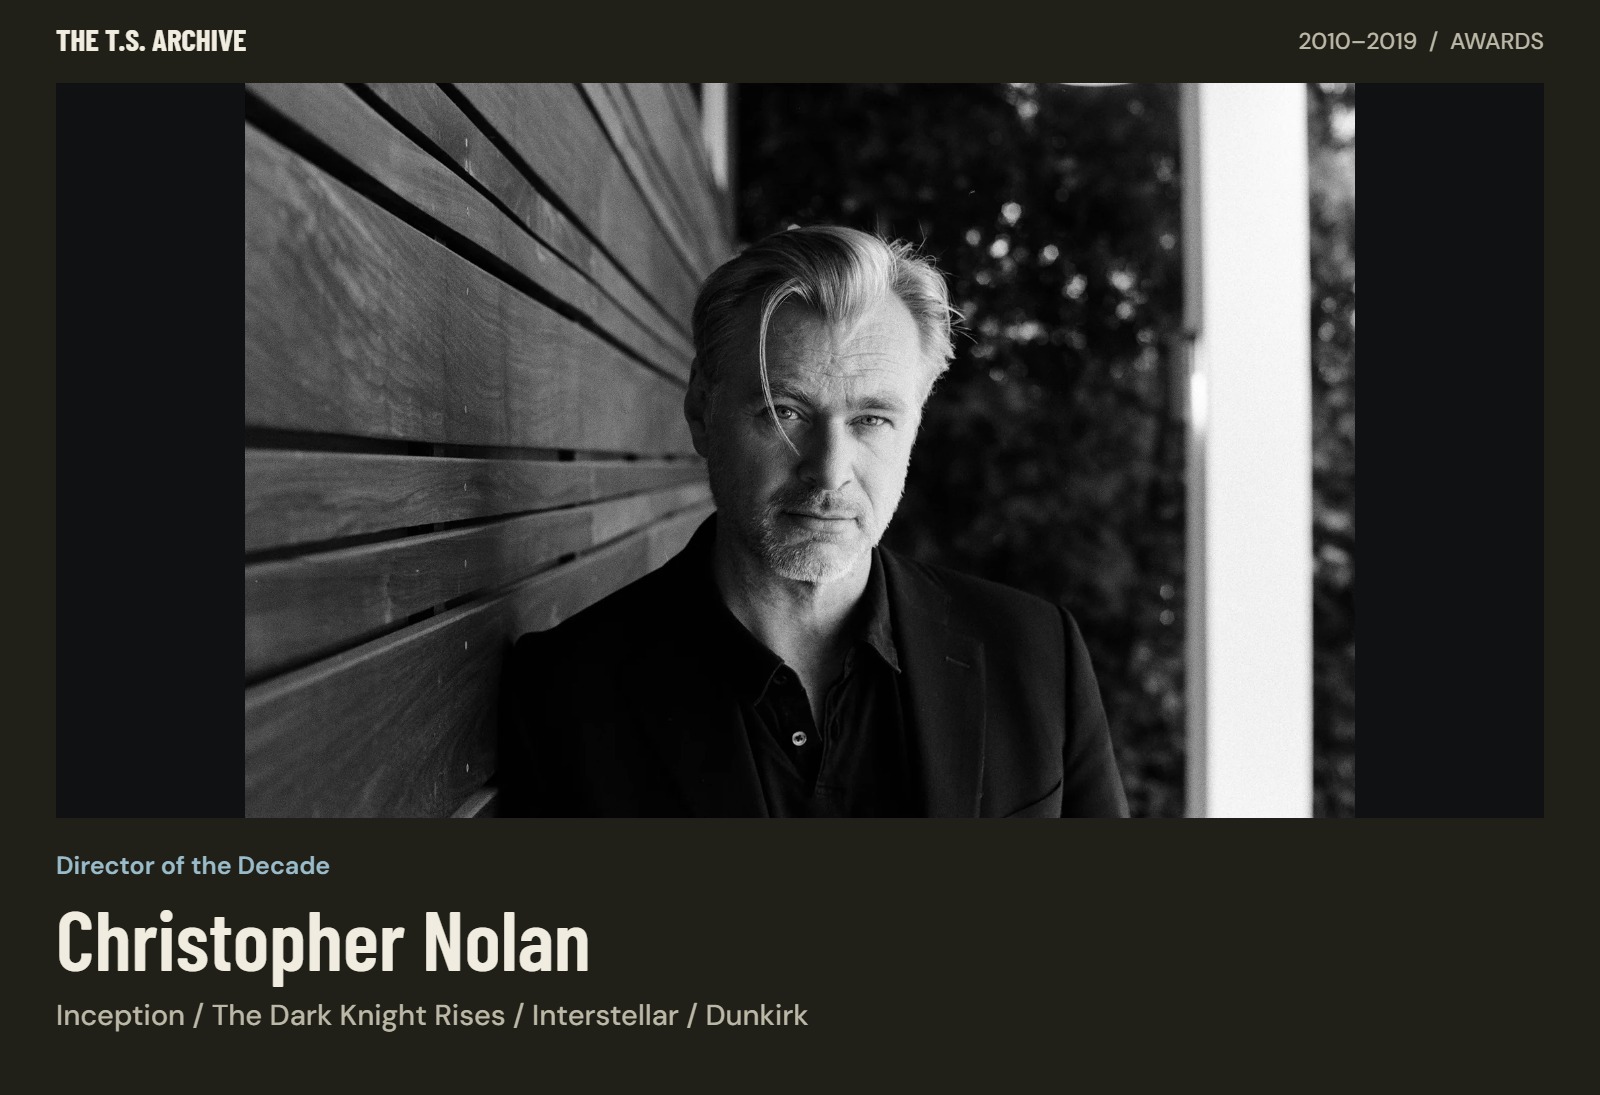 THE T.S. ARCHIVE
2010–2019 / AWARDS
Director of the Decade
Christopher Nolan
Inception / The Dark Knight Rises / Interstellar / Dunkirk